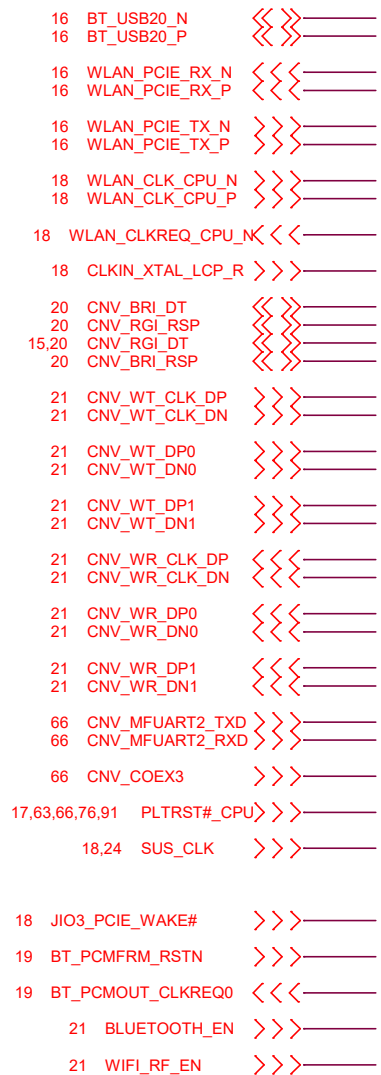 16 BT_USB20_N
16 BT_USB20_P
16 WLAN_PCIE_RX_N
16 WLAN_PCIE_RX_P
16 WLAN_PCIE_TX_N
16 WLAN_PCIE_TX_P
18 WLAN_CLK_CPU_N
18 WLAN_CLK_CPU_P
18 WLAN_CLKREQ_CPU_N
18 CLKIN_XTAL_LCP_R
20 CNV_BRI_DT
20 CNV_RGI_RSP
15,20 CNV_RGI_DT
20 CNV_BRI_RSP
21 CNV_WT_CLK_DP
21 CNV_WT_CLK_DN
21 CNV_WT_DP0
21 CNV_WT_DN0
21 CNV_WT_DP1
21 CNV_WT_DN1
21 CNV_WR_CLK_DP
21 CNV_WR_CLK_DN
21 CNV_WR_DP0
21 CNV_WR_DN0
21 CNV_WR_DP1
21 CNV_WR_DN1
66 CNV_MFUART2_TXD
66 CNV_MFUART2_RXD
66 CNV_COEX3
17,63,66,76,91 PLTRST#_CPU
18,24 SUS_CLK
18 JIO3_PCIE_WAKE#
19 BT_PCMFRM_RSTN
19 BT_PCMOUT_CLKREQ0
21 BLUETOOTH_EN
21 WIFI_RF_EN